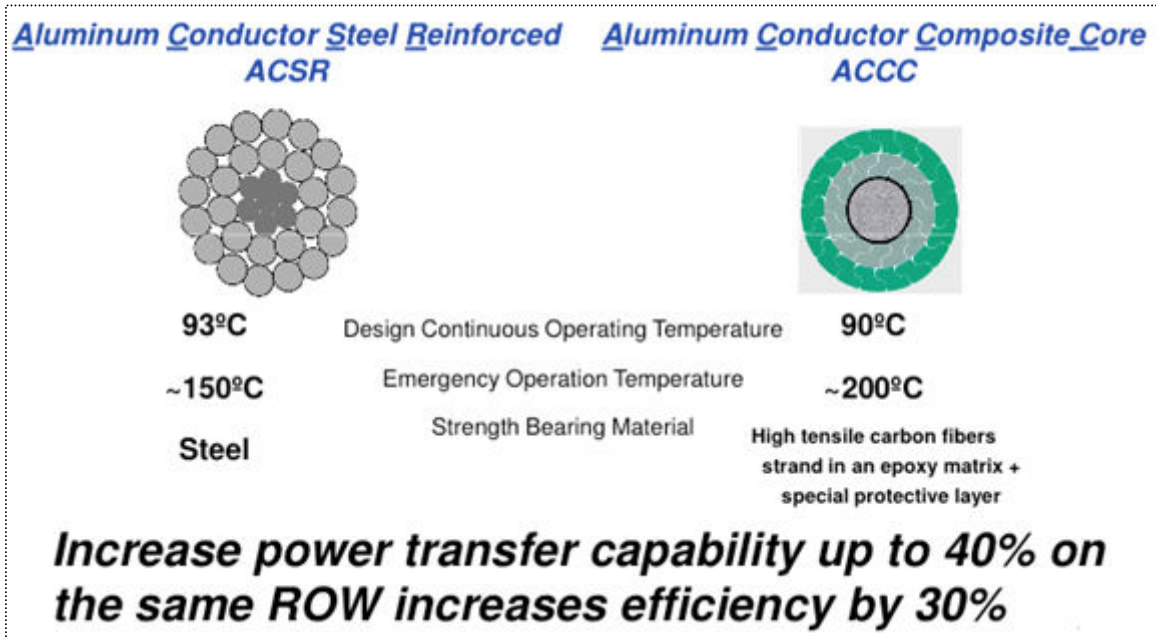 Aluminum Conductor Steel Reinforced
ACSR
Aluminum Conductor Composite Core
ACCC
93ºC Design Continuous Operating Temperature 90ºC
~150ºC Emergency Operation Temperature ~200ºC
Steel Strength Bearing Material High tensile carbon fibers
strand in an epoxy matrix +
special protective layer
Increase power transfer capability up to 40% on
the same ROW increases efficiency by 30%